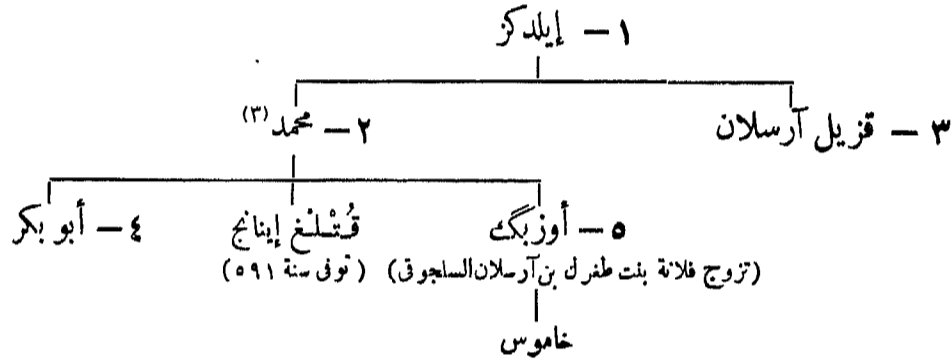 ١ – إيلدكز
٣ – قزيل آرسلان ٢ – محمد (٣)
٥ – أوزبگ قُتْلُغ إينانج ٤ – أبو بكر
(تزوج فلانة بنت طغرل بن آرسلان السلجوقى) (توفى سنة ٥٩١)
خاموس